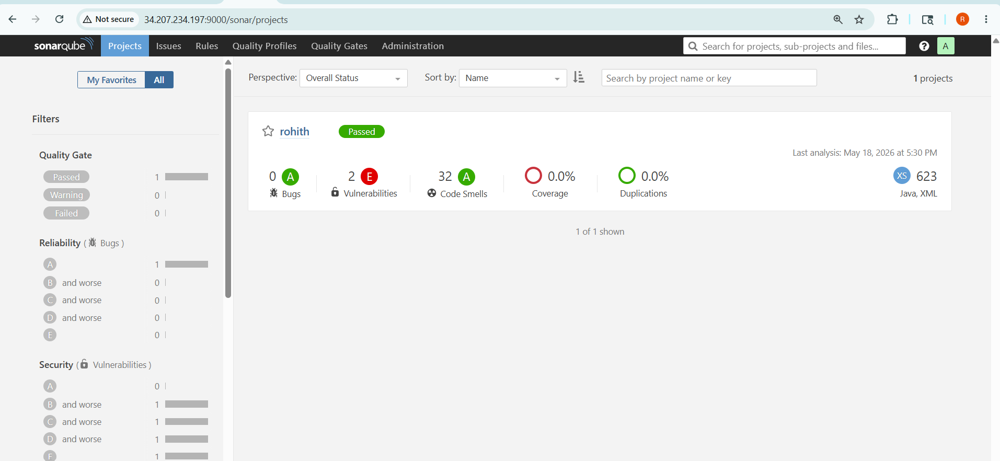 Not secure 34.207.234.197:9000/sonar/projects R
sonarqube Projects Issues Rules Quality Profiles Quality Gates Administration Search for projects, sub-projects and files... ? A
My Favorites All
Filters
Quality Gate
Passed 1
Warning 0
Failed 0
Reliability ( Bugs )
A 1
B and worse 0
C and worse 0
D and worse 0
E 0
Security ( Vulnerabilities )
A 0
B and worse 1
C and worse 1
D and worse 1
E 1
Perspective: Overall Status Sort by: Name Search by project name or key 1 projects
rohith Passed
Last analysis: May 18, 2026 at 5:30 PM
0 A 2 E 32 A 0.0% 0.0% XS 623
Bugs Vulnerabilities Code Smells Coverage Duplications Java, XML
1 of 1 shown